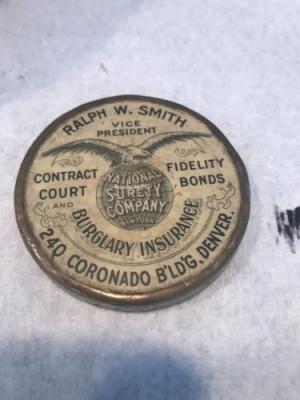 RALPH W. SMITH
VICE
PRESIDENT
CONTRACT
COURT
AND
FIDELITY
BONDS
NATIONAL
SURETY
COMPANY
NEW YORK
BURGLARY INSURANCE
240 CORONADO B'LD'G, DENVER.